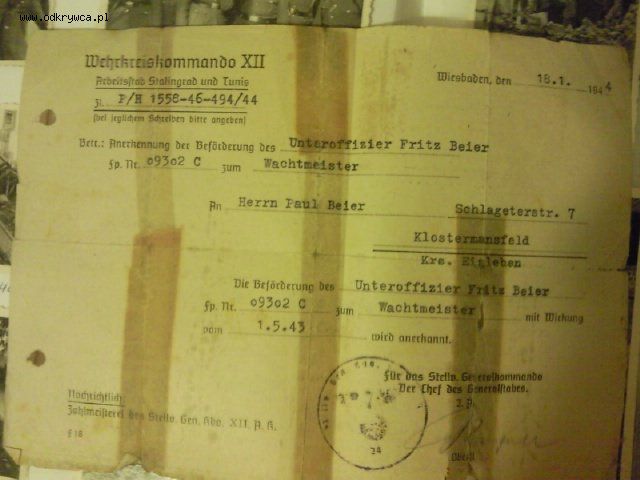 www.odkrywca.pl
Wehrkreiskommando XII
Arbeitsstab Stalingrad und Tunis
Wiesbaden, den 18.1. 1944
Zl. P/H 1558-46-494/44
(bei jeglichem Schreiben bitte angeben)
Betr.: Anerkennung der Beförderung des Unteroffizier Fritz Beier
Fp. Nr. 09302 C zum Wachtmeister
An Herrn Paul Beier Schlageterstr. 7
Klostermansfeld
Krs. Eisleben
Die Beförderung des Unteroffizier Fritz Beier
Fp. Nr. 09302 C zum Wachtmeister mit Wirkung
vom 1.5.43 wird anerkannt.
Für das Stellv. Generalkommando
Der Chef des Generalstabes.
J. A.
Nachrichtlich:
Zahlmeisterei des Stellv. Gen. Kdo. XII. A. K.
F 18
24